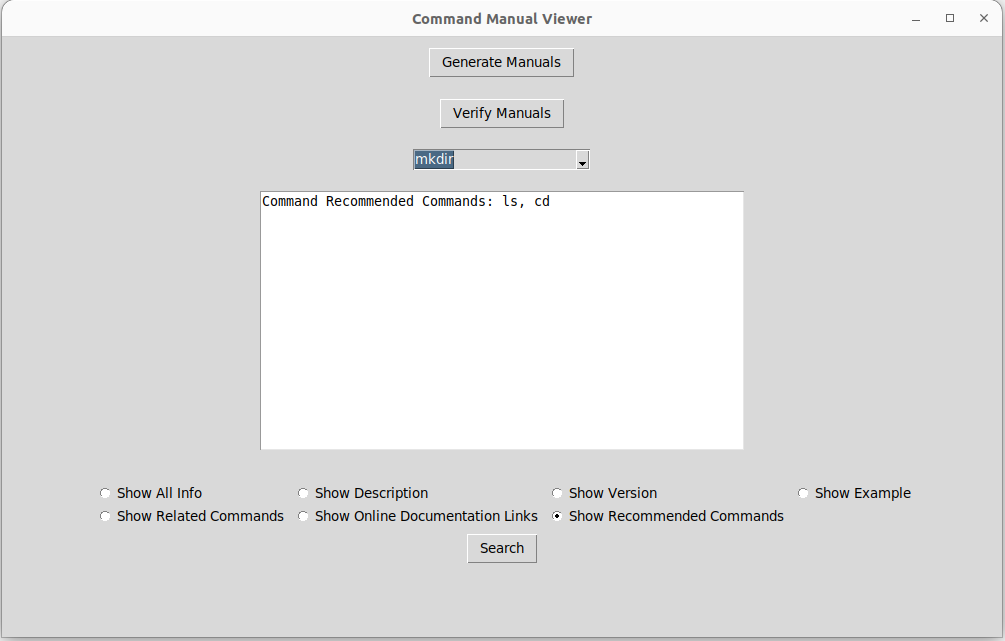 Command Manual Viewer
Generate Manuals
Verify Manuals
mkdir
Command Recommended Commands: ls, cd
Show All Info Show Description Show Version Show Example
Show Related Commands Show Online Documentation Links Show Recommended Commands
Search